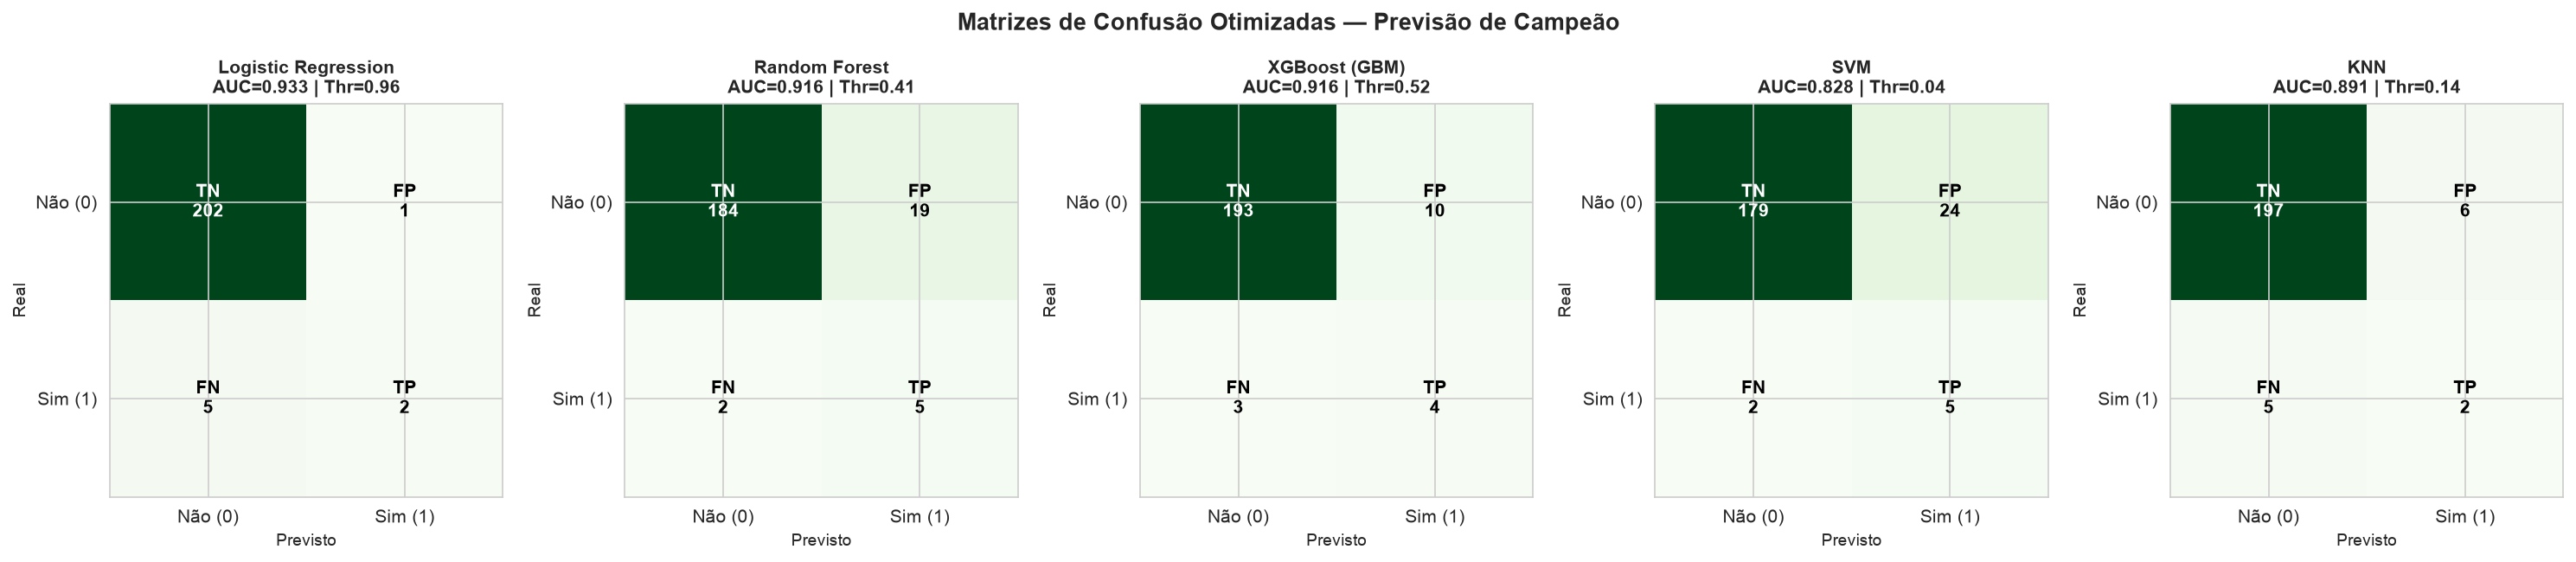 Matrizes de Confusão Otimizadas — Previsão de Campeão
Logistic Regression
AUC=0.933 | Thr=0.96
Real
Não (0)
Sim (1)
TN
202
FP
1
FN
5
TP
2
Não (0)
Sim (1)
Previsto
Random Forest
AUC=0.916 | Thr=0.41
Real
Não (0)
Sim (1)
TN
184
FP
19
FN
2
TP
5
Não (0)
Sim (1)
Previsto
XGBoost (GBM)
AUC=0.916 | Thr=0.52
Real
Não (0)
Sim (1)
TN
193
FP
10
FN
3
TP
4
Não (0)
Sim (1)
Previsto
SVM
AUC=0.828 | Thr=0.04
Real
Não (0)
Sim (1)
TN
179
FP
24
FN
2
TP
5
Não (0)
Sim (1)
Previsto
KNN
AUC=0.891 | Thr=0.14
Real
Não (0)
Sim (1)
TN
197
FP
6
FN
5
TP
2
Não (0)
Sim (1)
Previsto